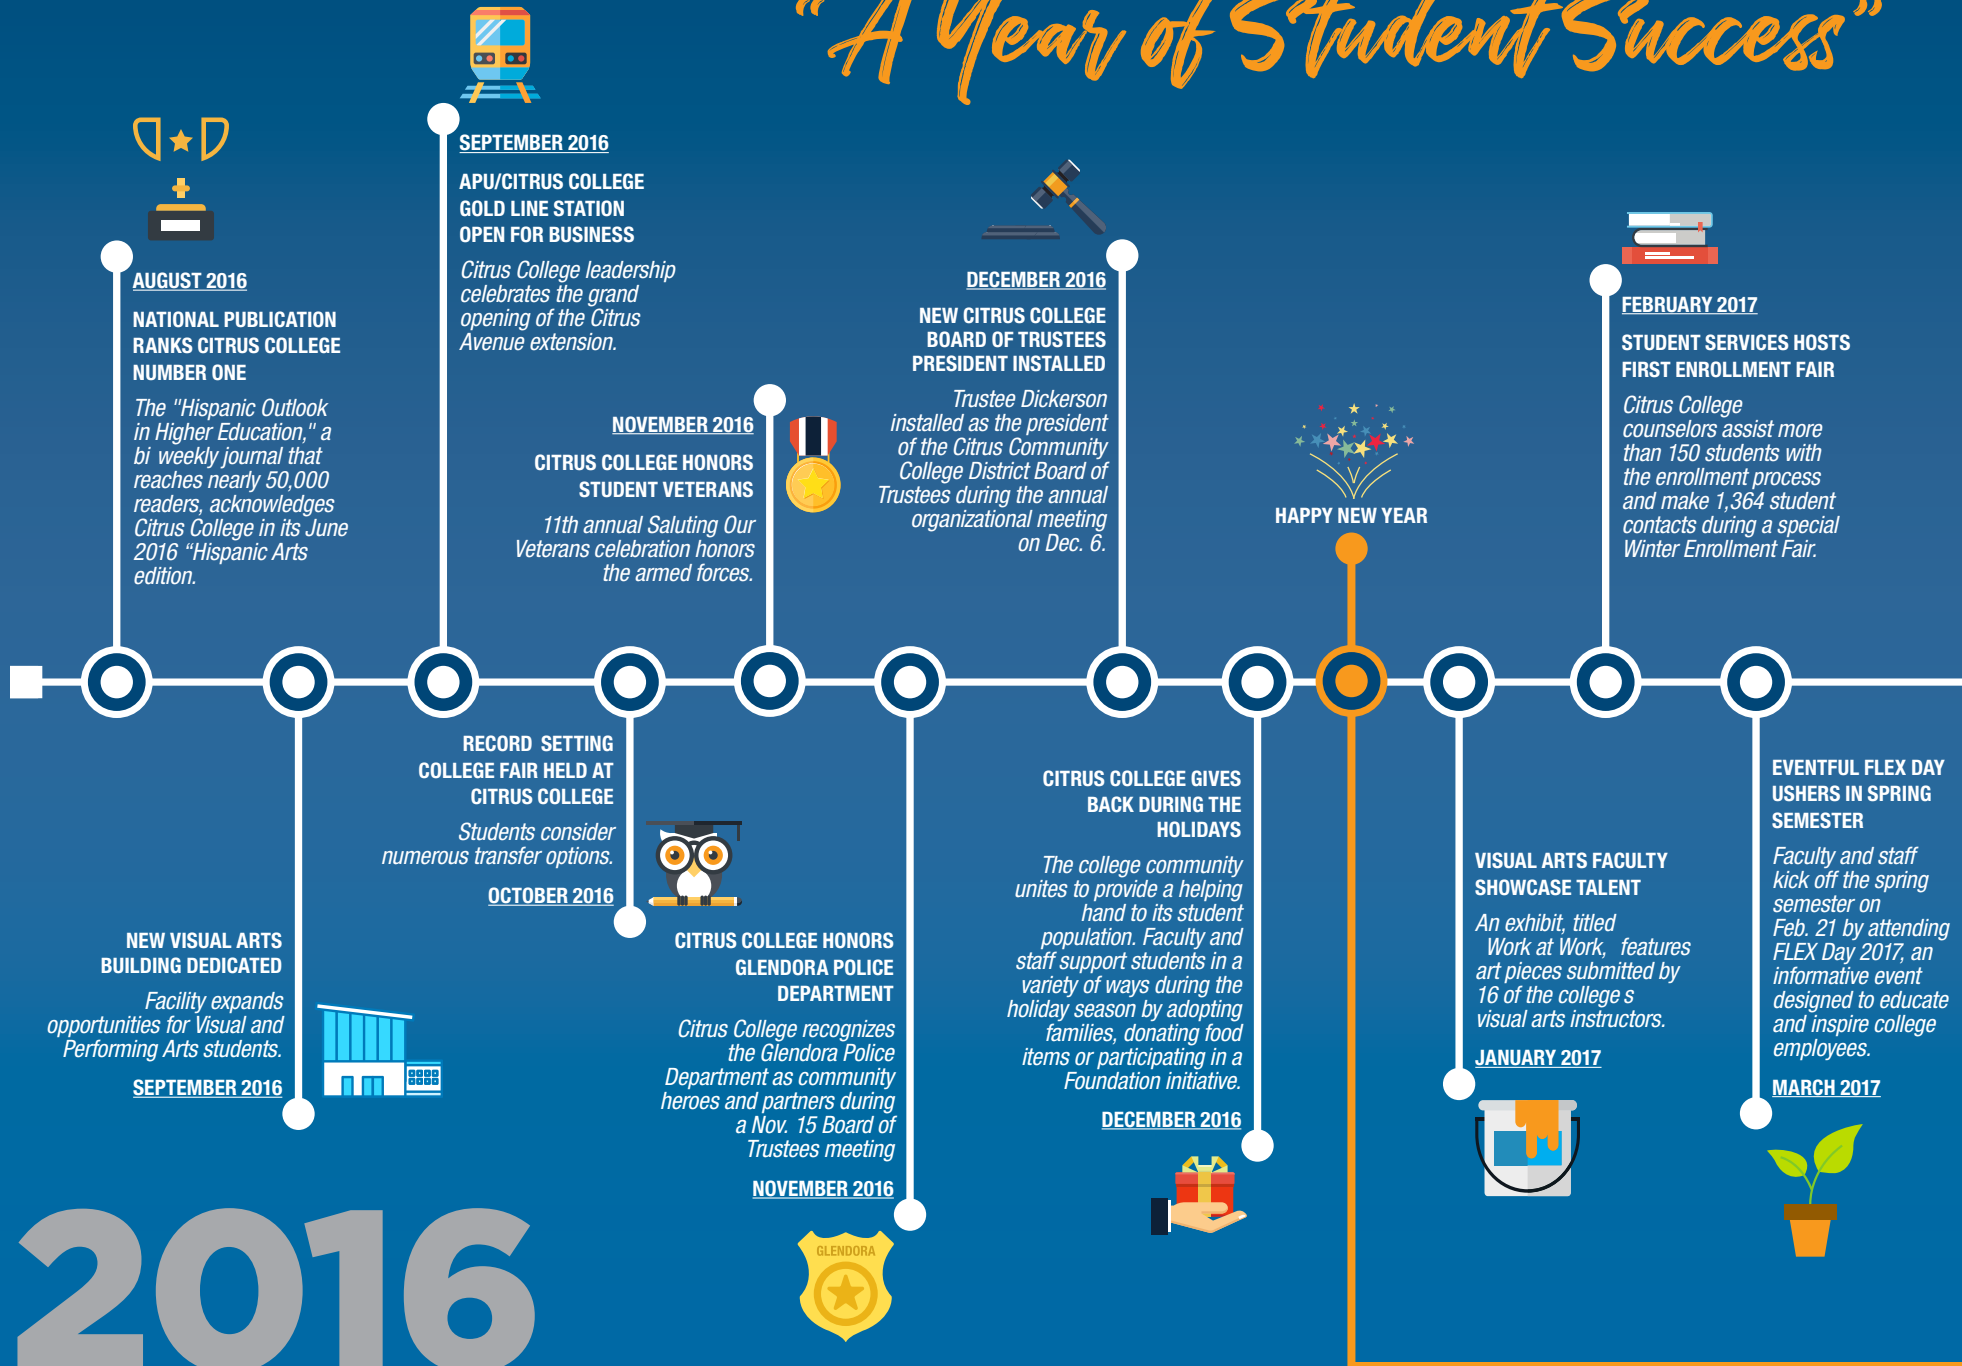 “A Year of Student Success”
AUGUST 2016
NATIONAL PUBLICATION
RANKS CITRUS COLLEGE
NUMBER ONE
The "Hispanic Outlook
in Higher Education," a
bi weekly journal that
reaches nearly 50,000
readers, acknowledges
Citrus College in its June
2016 “Hispanic Arts
edition.
NEW VISUAL ARTS
BUILDING DEDICATED
Facility expands
opportunities for Visual and
Performing Arts students.
SEPTEMBER 2016
SEPTEMBER 2016
APU/CITRUS COLLEGE
GOLD LINE STATION
OPEN FOR BUSINESS
Citrus College leadership
celebrates the grand
opening of the Citrus
Avenue extension.
RECORD SETTING
COLLEGE FAIR HELD AT
CITRUS COLLEGE
Students consider
numerous transfer options.
OCTOBER 2016
NOVEMBER 2016
CITRUS COLLEGE HONORS
STUDENT VETERANS
11th annual Saluting Our
Veterans celebration honors
the armed forces.
CITRUS COLLEGE HONORS
GLENDORA POLICE
DEPARTMENT
Citrus College recognizes
the Glendora Police
Department as community
heroes and partners during
a Nov. 15 Board of
Trustees meeting
NOVEMBER 2016
GLENDORA
DECEMBER 2016
NEW CITRUS COLLEGE
BOARD OF TRUSTEES
PRESIDENT INSTALLED
Trustee Dickerson
installed as the president
of the Citrus Community
College District Board of
Trustees during the annual
organizational meeting
on Dec. 6.
CITRUS COLLEGE GIVES
BACK DURING THE
HOLIDAYS
The college community
unites to provide a helping
hand to its student
population. Faculty and
staff support students in a
variety of ways during the
holiday season by adopting
families, donating food
items or participating in a
Foundation initiative.
DECEMBER 2016
HAPPY NEW YEAR
VISUAL ARTS FACULTY
SHOWCASE TALENT
An exhibit, titled
Work at Work, features
art pieces submitted by
16 of the college s
visual arts instructors.
JANUARY 2017
FEBRUARY 2017
STUDENT SERVICES HOSTS
FIRST ENROLLMENT FAIR
Citrus College
counselors assist more
than 150 students with
the enrollment process
and make 1,364 student
contacts during a special
Winter Enrollment Fair.
EVENTFUL FLEX DAY
USHERS IN SPRING
SEMESTER
Faculty and staff
kick off the spring
semester on
Feb. 21 by attending
FLEX Day 2017, an
informative event
designed to educate
and inspire college
employees.
MARCH 2017
2016